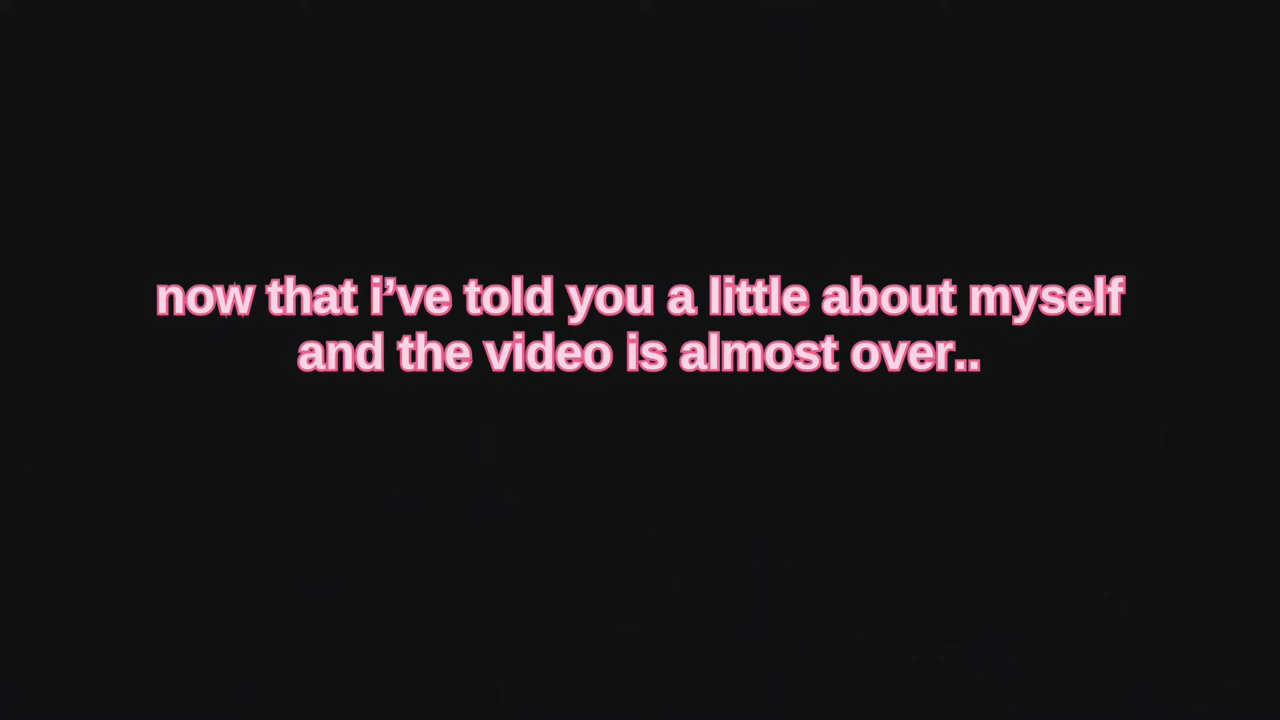 now that i’ve told you a little about myself
and the video is almost over..